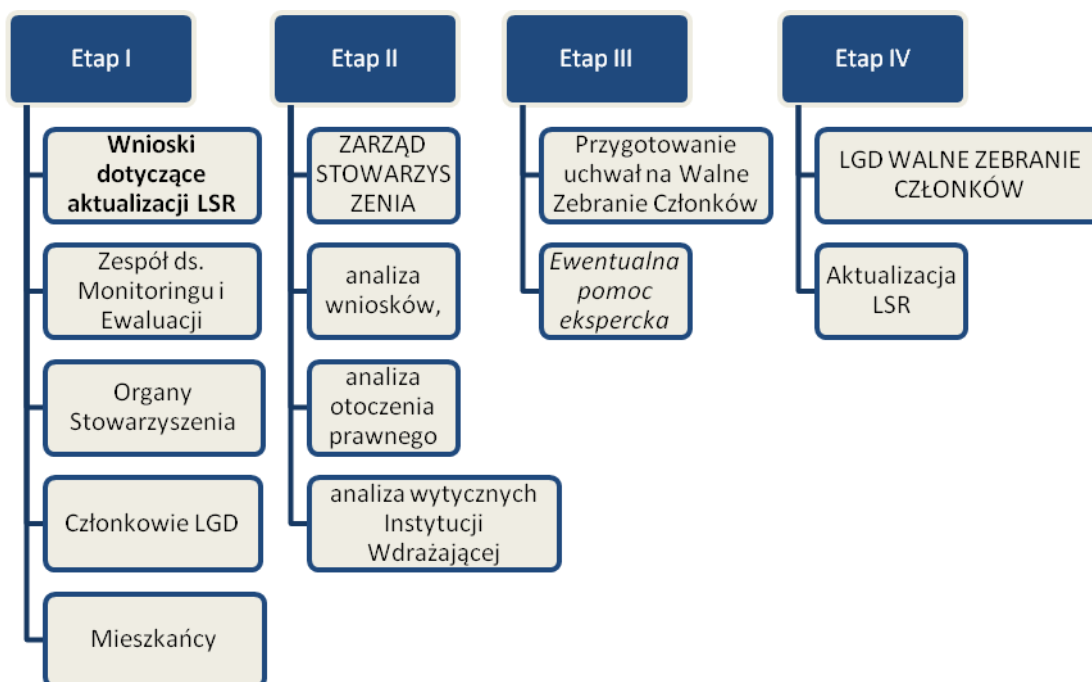 Etap I
Wnioski
dotyczące
aktualizacji LSR
Zespół ds.
Monitoringu i
Ewaluacji
Organy
Stowarzyszenia
Członkowie LGD
Mieszkańcy
Etap II
ZARZĄD
STOWARZYS
ZENIA
analiza
wniosków,
analiza
otoczenia
prawnego
analiza wytycznych
Instytucji
Wdrażającej
Etap III
Przygotowanie
uchwał na Walne
Zebranie Członków
Ewentualna
pomoc
ekspercka
Etap IV
LGD WALNE ZEBRANIE
CZŁONKÓW
Aktualizacja
LSR